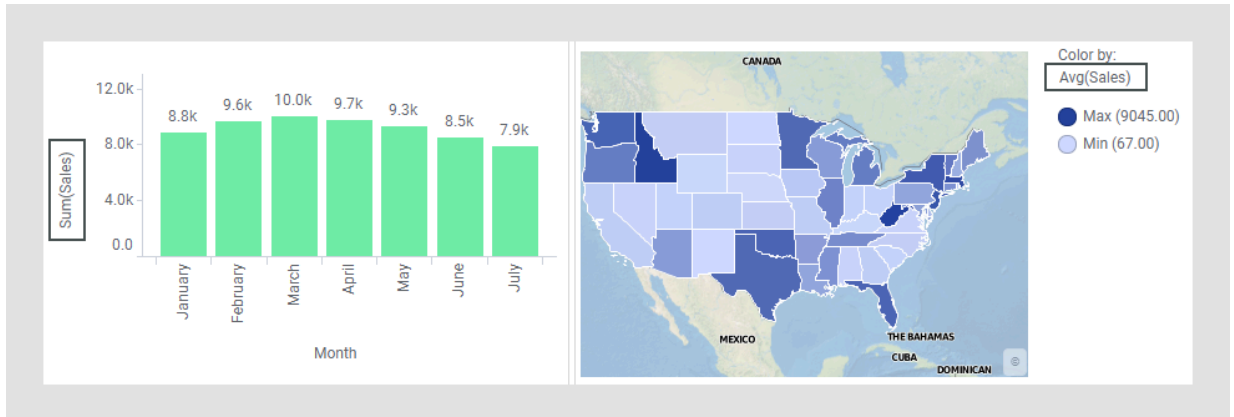 Sum(Sales)
12.0k
8.0k
4.0k
0.0
8.8k
9.6k
10.0k
9.7k
9.3k
8.5k
7.9k
January
February
March
April
May
June
July
Month
CANADA
MEXICO
THE BAHAMAS
CUBA
DOMINICAN
©
Color by:
Avg(Sales)
Max (9045.00)
Min (67.00)